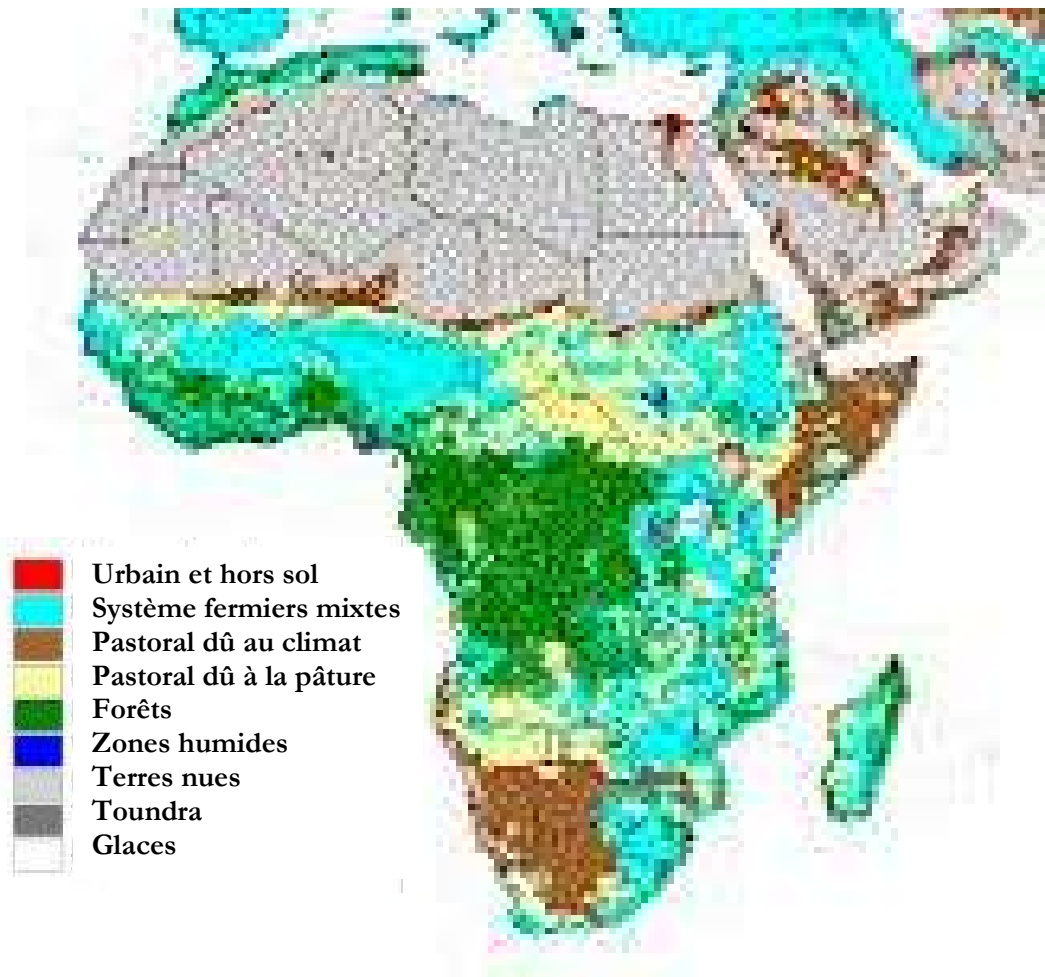 Urbain et hors sol
Système fermiers mixtes
Pastoral dû au climat
Pastoral dû à la pâture
Forêts
Zones humides
Terres nues
Toundra
Glaces